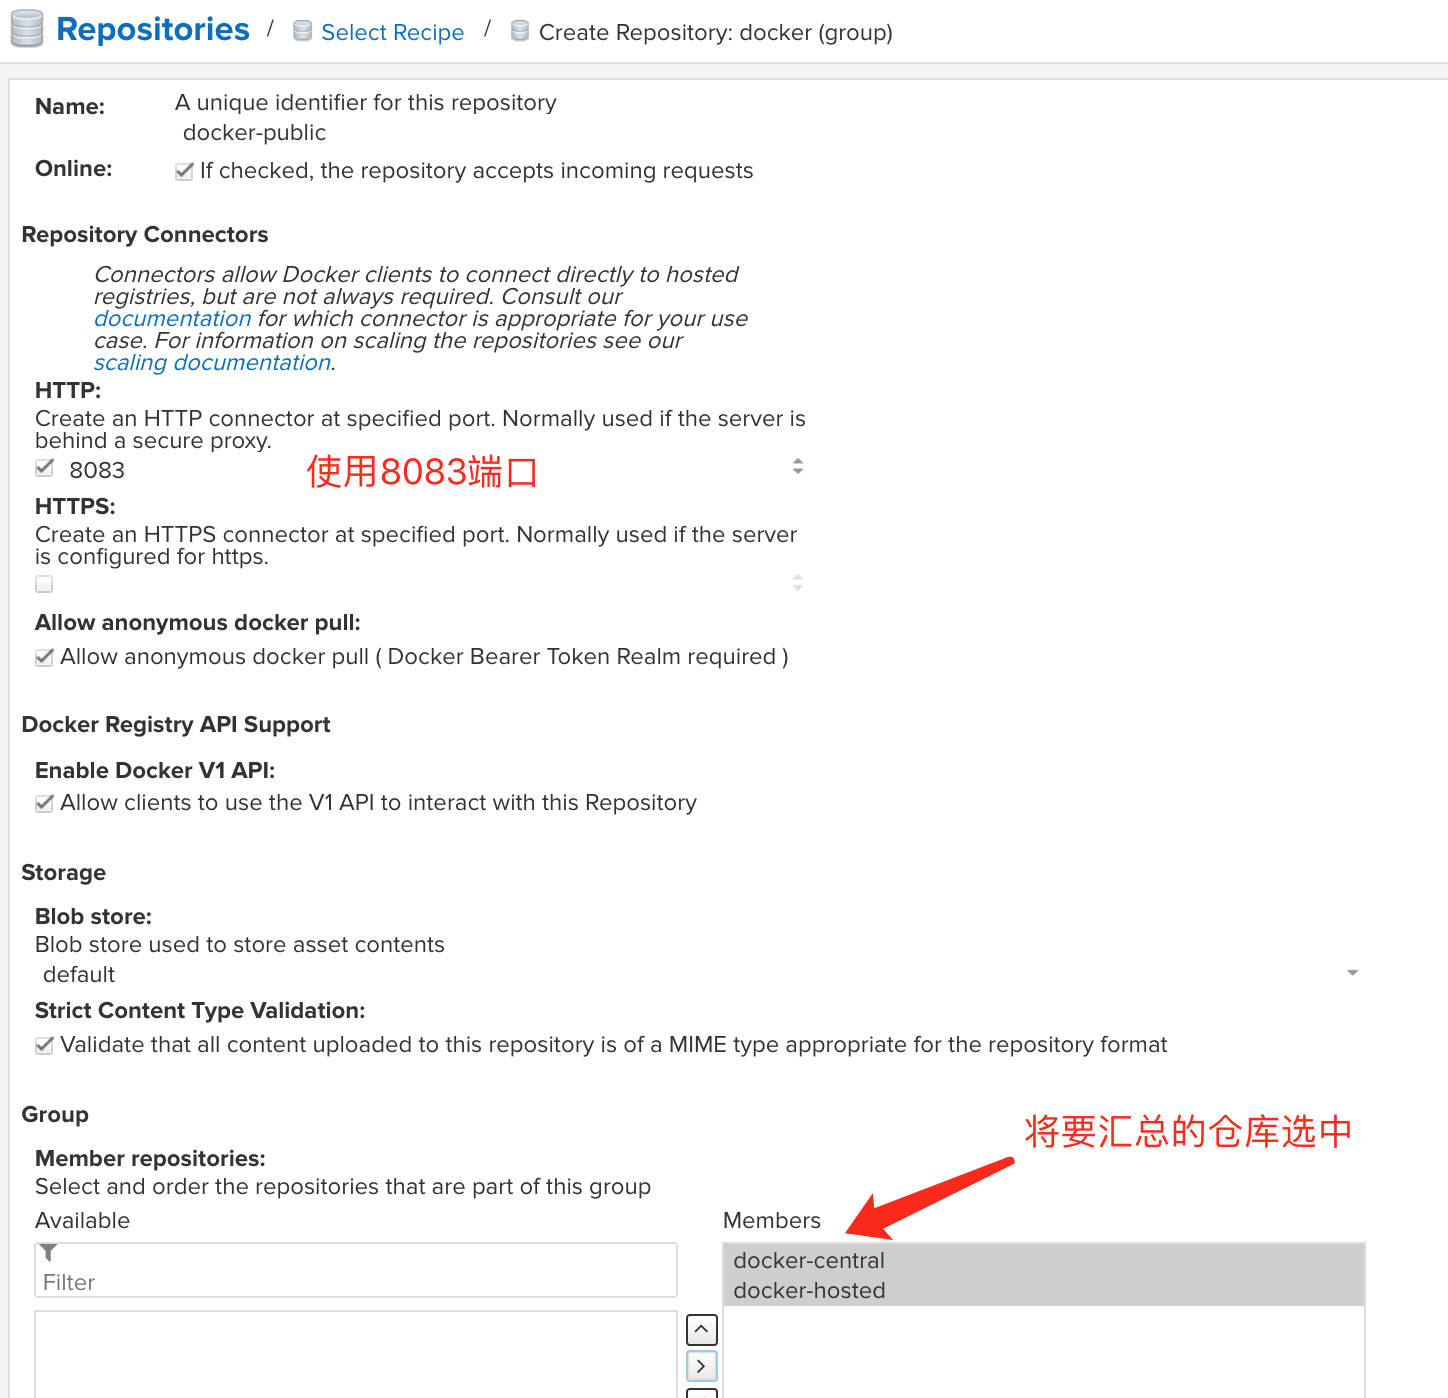 Repositories / Select Recipe / Create Repository: docker (group)
Name: A unique identifier for this repository
docker-public
Online: If checked, the repository accepts incoming requests
Repository Connectors
Connectors allow Docker clients to connect directly to hosted
registries, but are not always required. Consult our
documentation for which connector is appropriate for your use
case. For information on scaling the repositories see our
scaling documentation.
HTTP:
Create an HTTP connector at specified port. Normally used if the server is
behind a secure proxy.
8083 使用8083端口
HTTPS:
Create an HTTPS connector at specified port. Normally used if the server
is configured for https.
Allow anonymous docker pull:
Allow anonymous docker pull ( Docker Bearer Token Realm required )
Docker Registry API Support
Enable Docker V1 API:
Allow clients to use the V1 API to interact with this Repository
Storage
Blob store:
Blob store used to store asset contents
default
Strict Content Type Validation:
Validate that all content uploaded to this repository is of a MIME type appropriate for the repository format
Group
将要汇总的仓库选中
Member repositories:
Select and order the repositories that are part of this group
Available Members
Filter
docker-central
docker-hosted